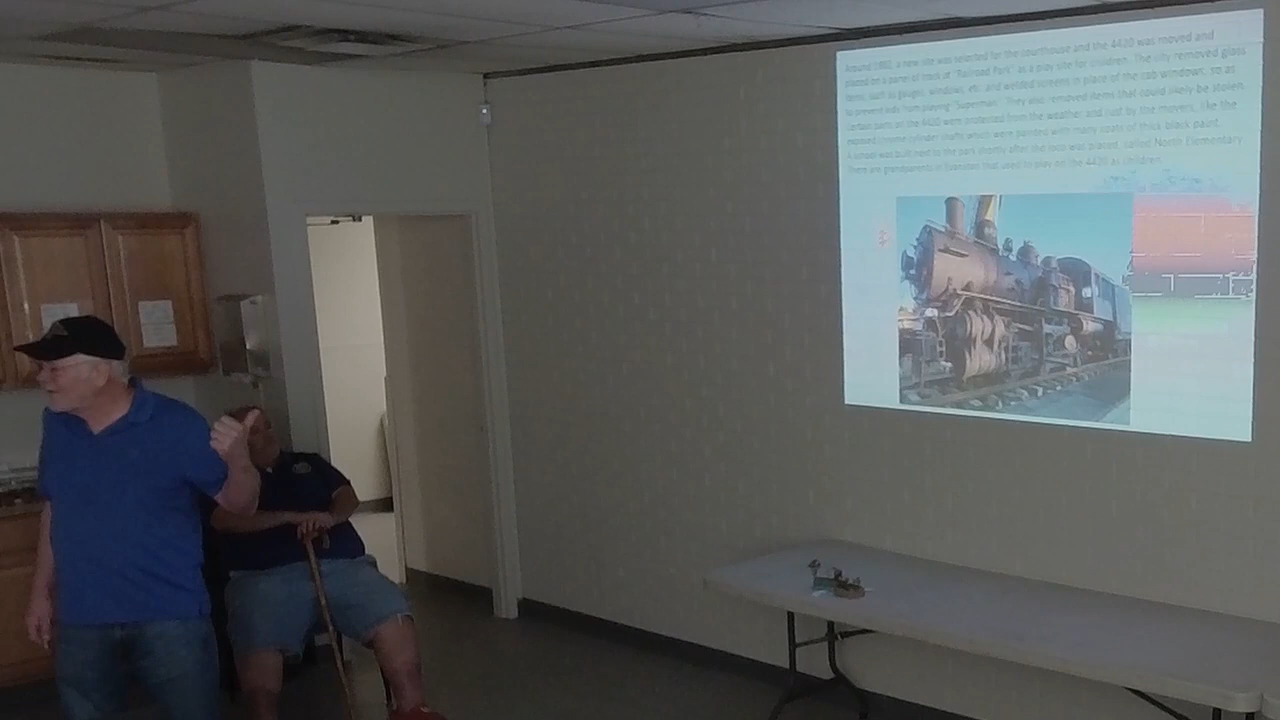 Around 1982, a new site was selected for the courthouse and the 4420 was moved and
placed on a panel of track at "Railroad Park" as a play site for children. The city removed glass
items, such as gauges, windows, etc. and welded screens in place of the cab windows, so as
to prevent kids from playing "Superman". They also removed items that could likely be stolen
Certain parts on the 4420 were protected from the weather and rust by the movers, like the
exposed chrome cylinder shafts which were painted with many coats of thick black paint.
A school was built next to the park shortly after the loco was placed, called North Elementary
There are grandparents in Evanston that used to play on the 4420 as children.